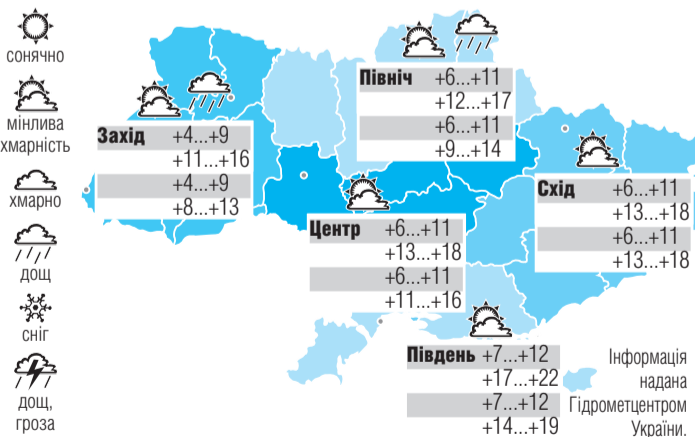 сонячно
мінлива
хмарність
хмарно
дощ
сніг
дощ,
гроза
Північ +6...+11
+12...+17
+6...+11
+9...+14
Захід +4...+9
+11...+16
+4...+9
+8...+13
Схід +6...+11
+13...+18
+6...+11
+13...+18
Центр +6...+11
+13...+18
+6...+11
+11...+16
Південь +7...+12
+17...+22
+7...+12
+14...+19
Інформація
надана
Гідрометцентром
України.